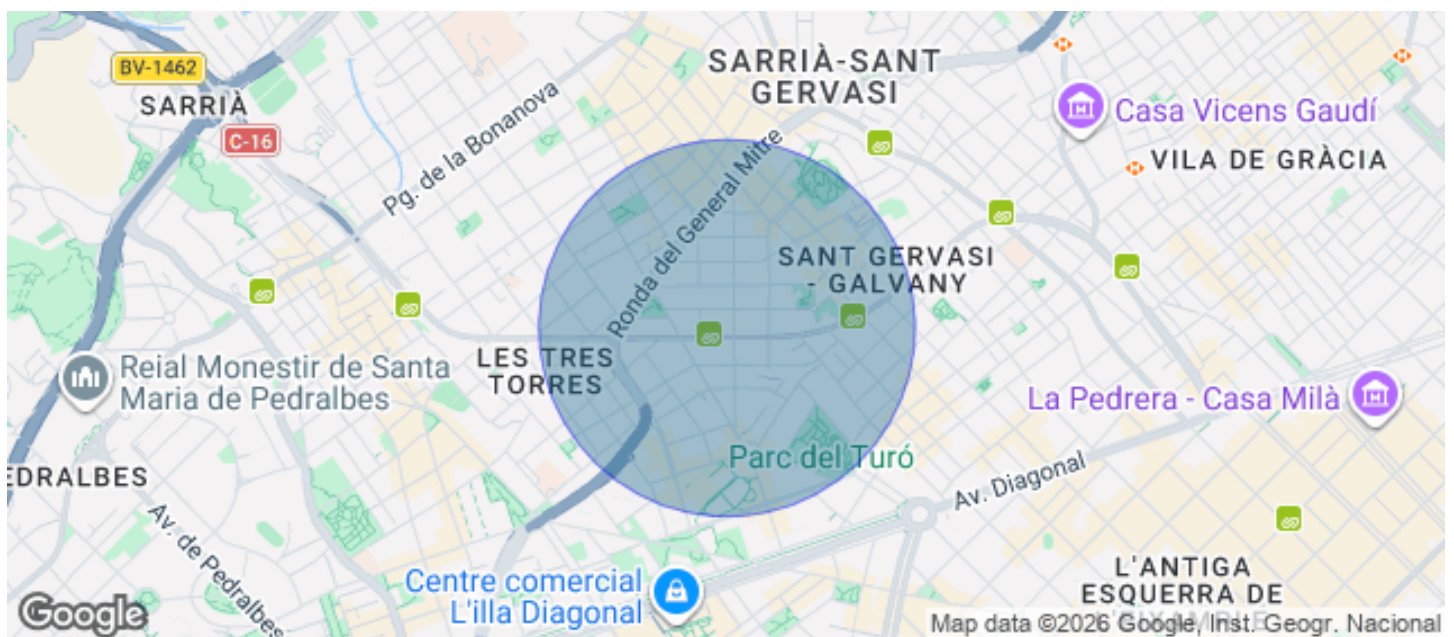 SARRIÀ-SANT
GERVASI
BV-1462
SARRIÀ
C-16
Pg. de la Bonanova
Casa Vicens Gaudí
VILA DE GRÀCIA
Ronda del General Mitre
SANT GERVASI
- GALVANY
LES TRES
TORRES
Reial Monestir de Santa
Maria de Pedralbes
La Pedrera - Casa Milà
Parc del Turó
EDRALBES
Av. Diagonal
Av. de Pedralbes
Centre comercial
L'illa Diagonal
L'ANTIGA
ESQUERRA DE
Google
Map data ©2026 Google, Inst. Geogr. Nacional